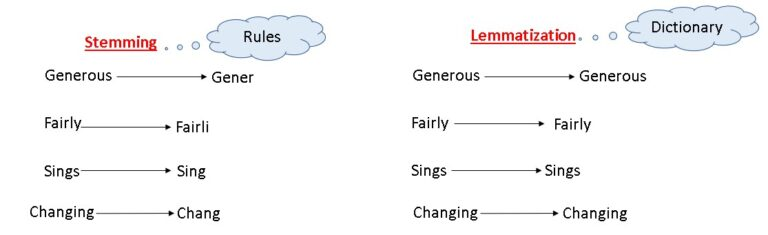 Stemming Rules
Generous Gener
Fairly Fairli
Sings Sing
Changing Chang
Lemmatization Dictionary
Generous Generous
Fairly Fairly
Sings Sings
Changing Changing